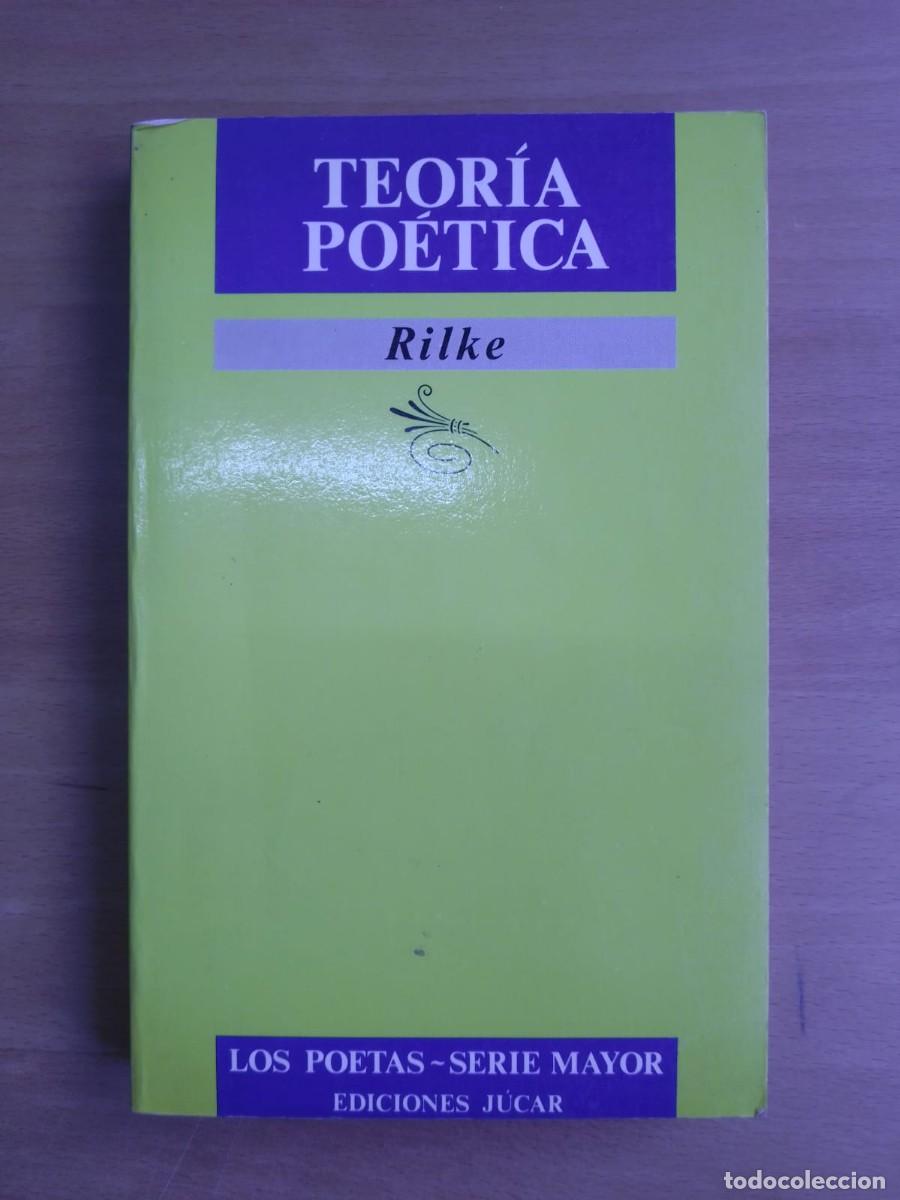 TEORÍA
POÉTICA
Rilke
LOS POETAS ~ SERIE MAYOR
EDICIONES JÚCAR
todocoleccion